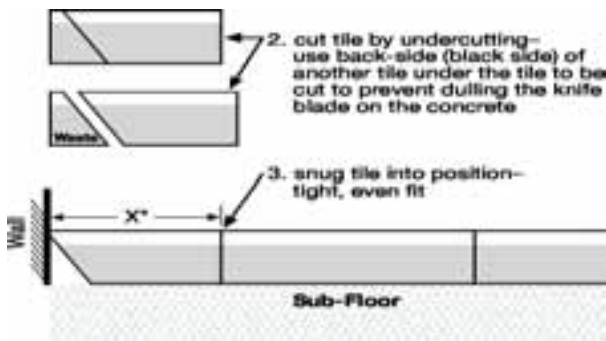 2. cut tile by undercutting–
use back-side (black side) of
another tile under the tile to be
cut to prevent dulling the knife
blade on the concrete
Waste
3. snug tile into position–
tight, even fit
X"
Wall
Sub-Floor